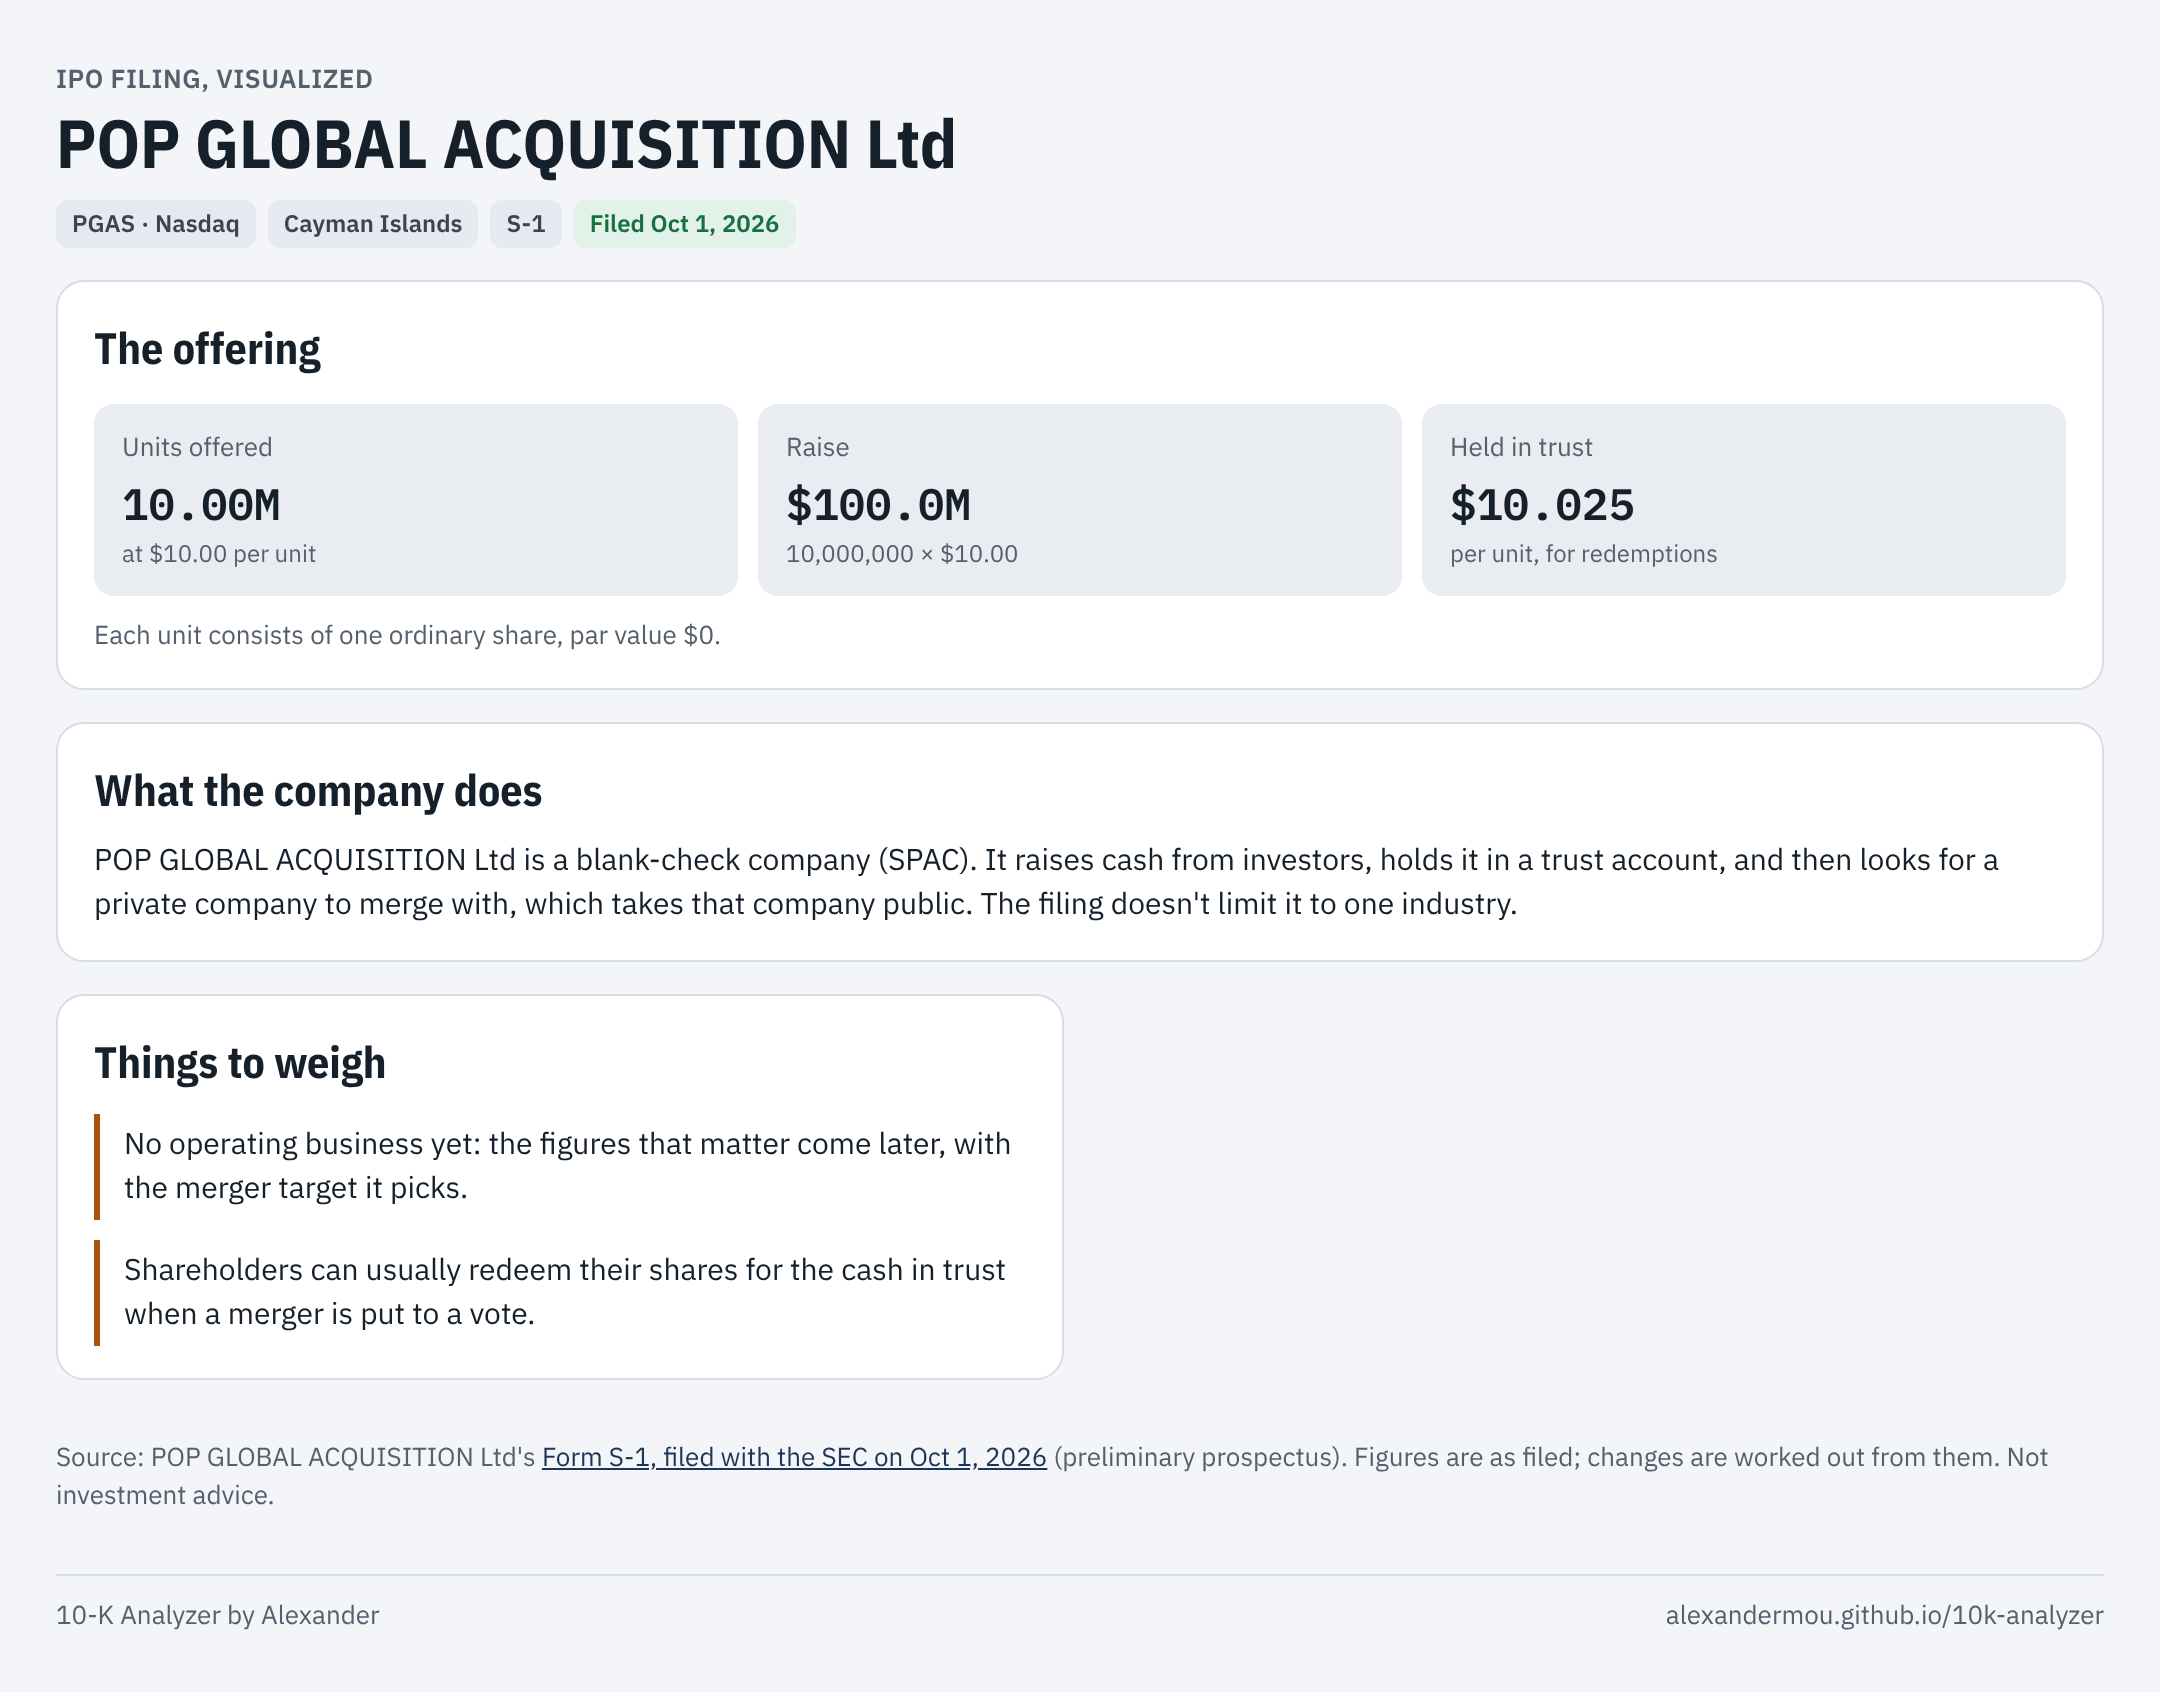 IPO FILING, VISUALIZED
POP GLOBAL ACQUISITION Ltd
PGAS · Nasdaq
Cayman Islands
S-1
Filed Oct 1, 2026
The offering
Units offered
10.00M
at $10.00 per unit
Raise
$100.0M
10,000,000 × $10.00
Held in trust
$10.025
per unit, for redemptions
Each unit consists of one ordinary share, par value $0.
What the company does
POP GLOBAL ACQUISITION Ltd is a blank-check company (SPAC). It raises cash from investors, holds it in a trust account, and then looks for a
private company to merge with, which takes that company public. The filing doesn't limit it to one industry.
Things to weigh
No operating business yet: the figures that matter come later, with
the merger target it picks.
Shareholders can usually redeem their shares for the cash in trust
when a merger is put to a vote.
Source: POP GLOBAL ACQUISITION Ltd's Form S-1, filed with the SEC on Oct 1, 2026 (preliminary prospectus). Figures are as filed; changes are worked out from them. Not
investment advice.
10-K Analyzer by Alexander
alexandermou.github.io/10k-analyzer